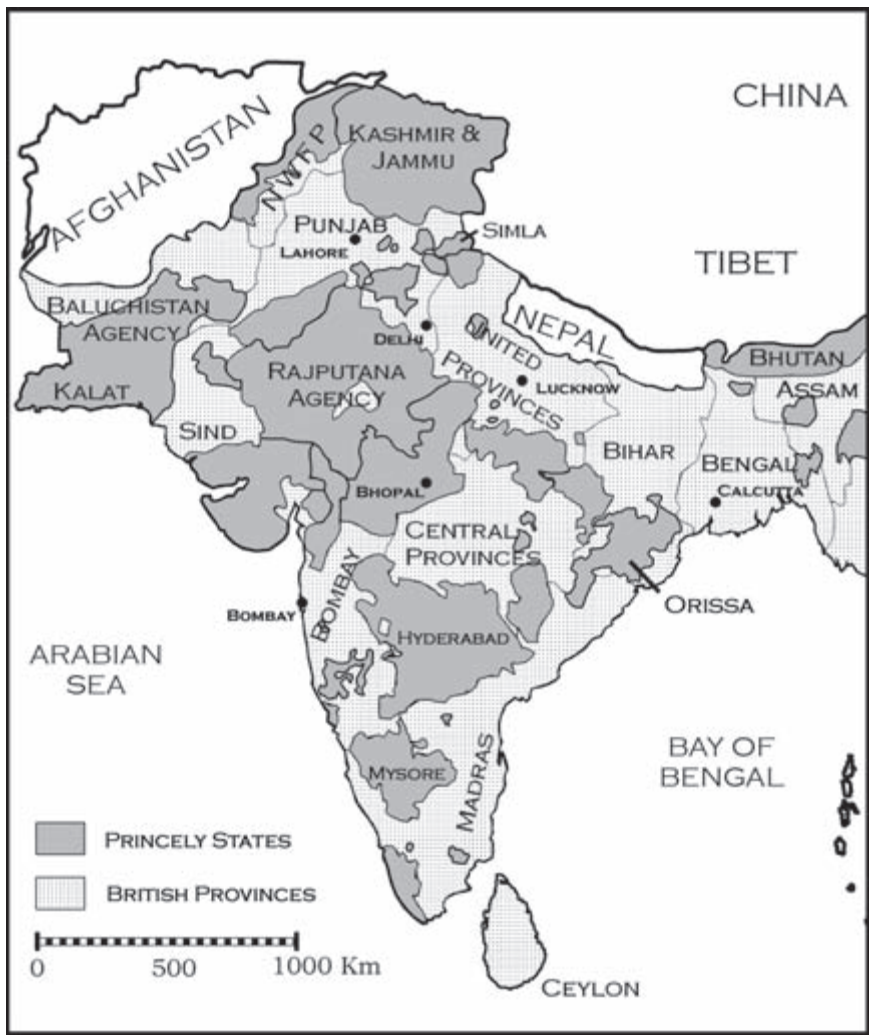 CHINA
AFGHANISTAN
KASHMIR &
JAMMU
NWFP
PUNJAB
LAHORE
SIMLA
TIBET
BALUCHISTAN
AGENCY
NEPAL
DELHI
UNITED
PROVINCES
LUCKNOW
BHUTAN
ASSAM
KALAT
RAJPUTANA
AGENCY
SIND
BIHAR
BENGAL
CALCUTTA
BHOPAL
CENTRAL
PROVINCES
BOMBAY
BOMBAY
ORISSA
HYDERABAD
ARABIAN
SEA
BAY OF
BENGAL
MYSORE
MADRAS
PRINCELY STATES
BRITISH PROVINCES
0 500 1000 Km
CEYLON